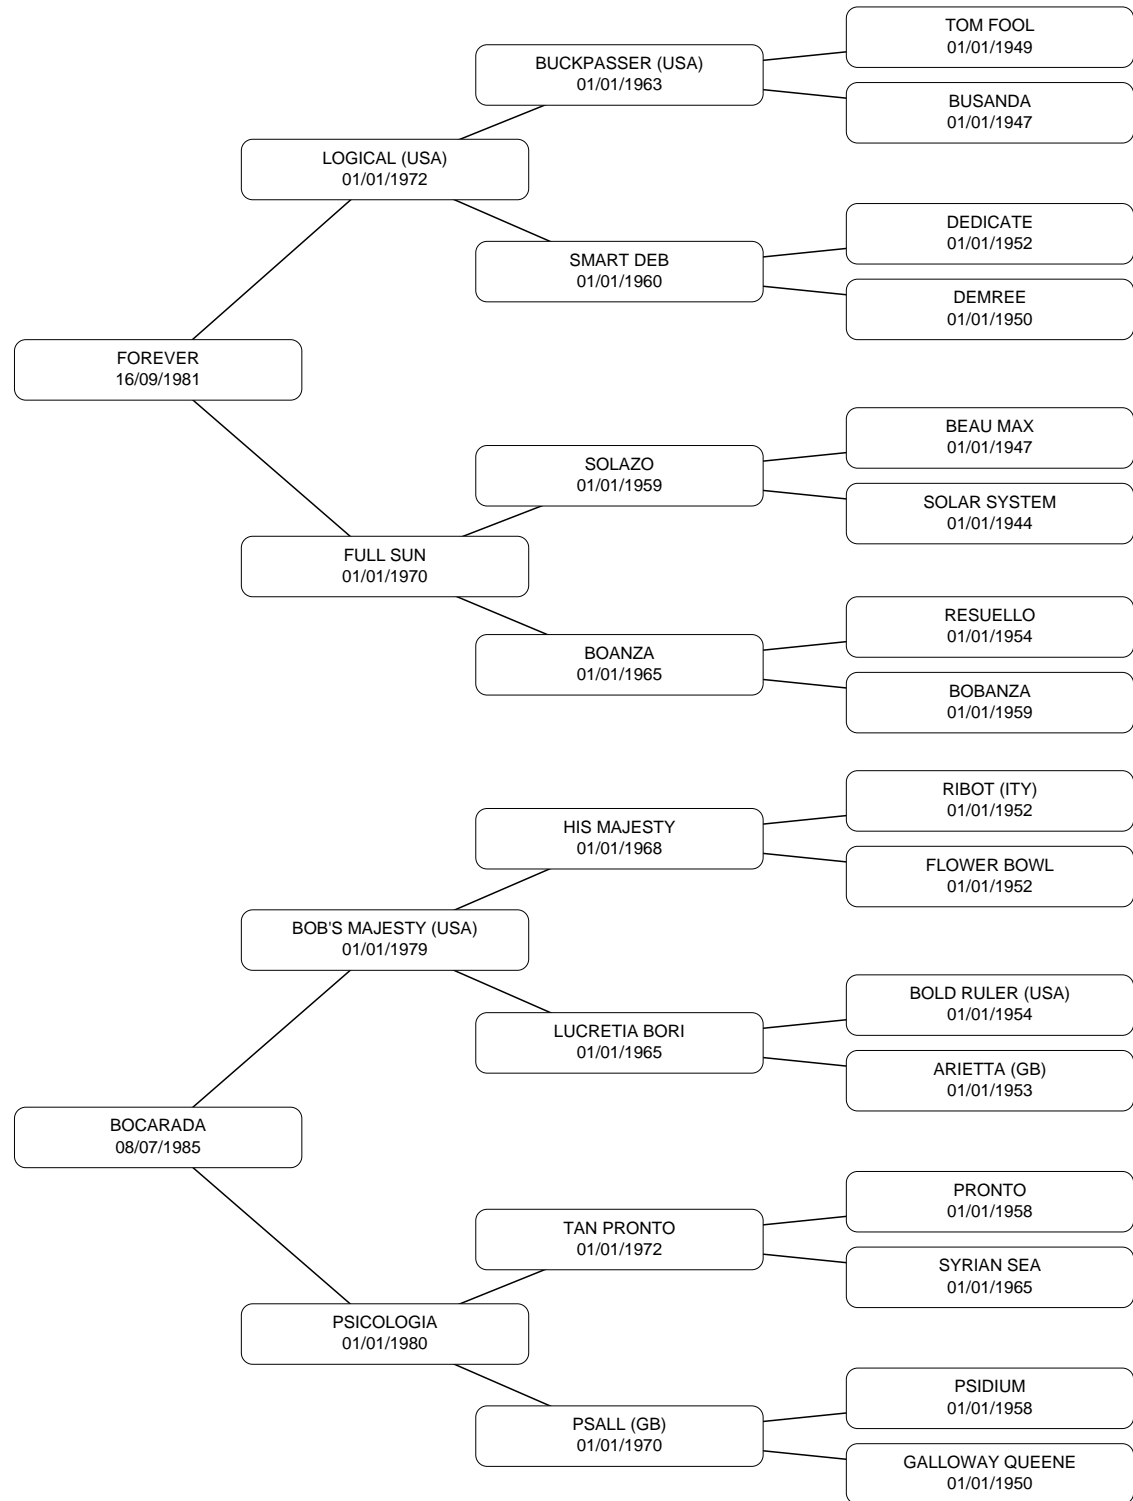 TOM FOOL
01/01/1949
BUCKPASSER (USA)
01/01/1963
BUSANDA
01/01/1947
LOGICAL (USA)
01/01/1972
DEDICATE
01/01/1952
SMART DEB
01/01/1960
DEMREE
01/01/1950
FOREVER
16/09/1981
BEAU MAX
01/01/1947
SOLAZO
01/01/1959
SOLAR SYSTEM
01/01/1944
FULL SUN
01/01/1970
RESUELLO
01/01/1954
BOANZA
01/01/1965
BOBANZA
01/01/1959
RIBOT (ITY)
01/01/1952
HIS MAJESTY
01/01/1968
FLOWER BOWL
01/01/1952
BOB'S MAJESTY (USA)
01/01/1979
BOLD RULER (USA)
01/01/1954
LUCRETIA BORI
01/01/1965
ARIETTA (GB)
01/01/1953
BOCARADA
08/07/1985
PRONTO
01/01/1958
TAN PRONTO
01/01/1972
SYRIAN SEA
01/01/1965
PSICOLOGIA
01/01/1980
PSIDIUM
01/01/1958
PSALL (GB)
01/01/1970
GALLOWAY QUEENE
01/01/1950